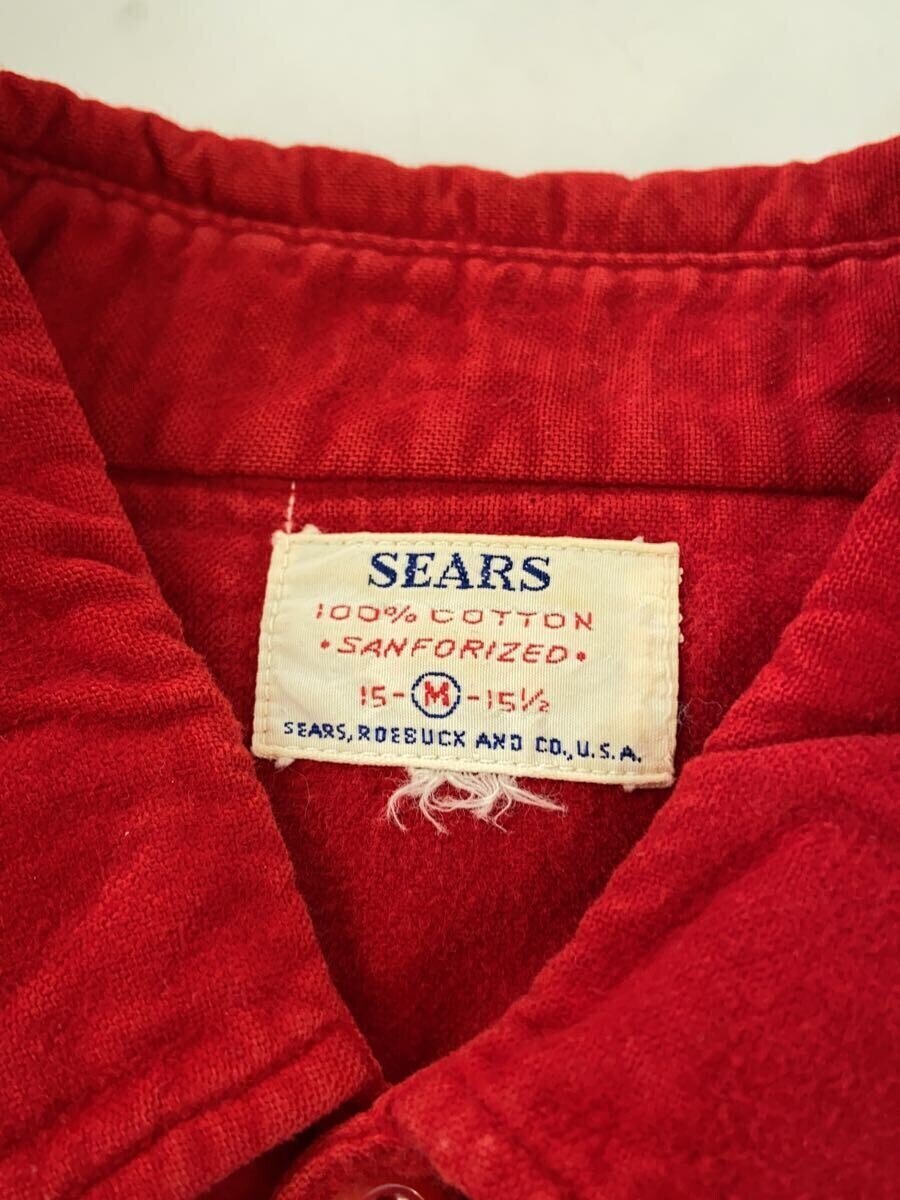 SEARS
100% COTTON
•SANFORIZED•
15-M-15½
SEARS, ROEBUCK AND CO., U.S.A.